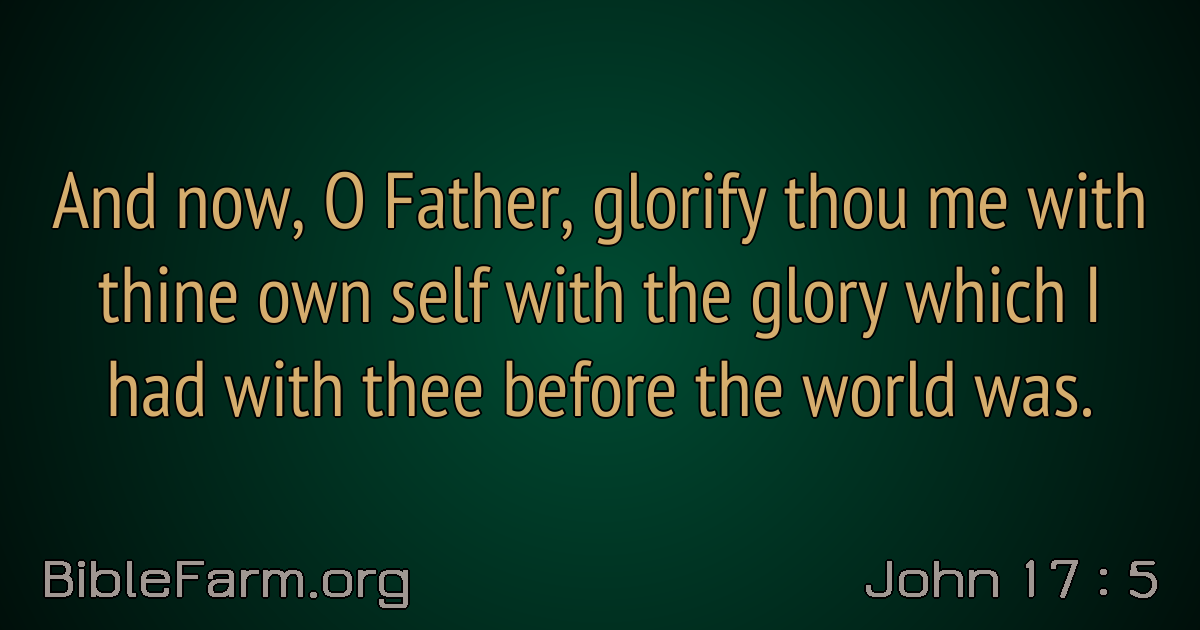 And now, O Father, glorify thou me with
thine own self with the glory which I
had with thee before the world was.
BibleFarm.org
John 17 : 5